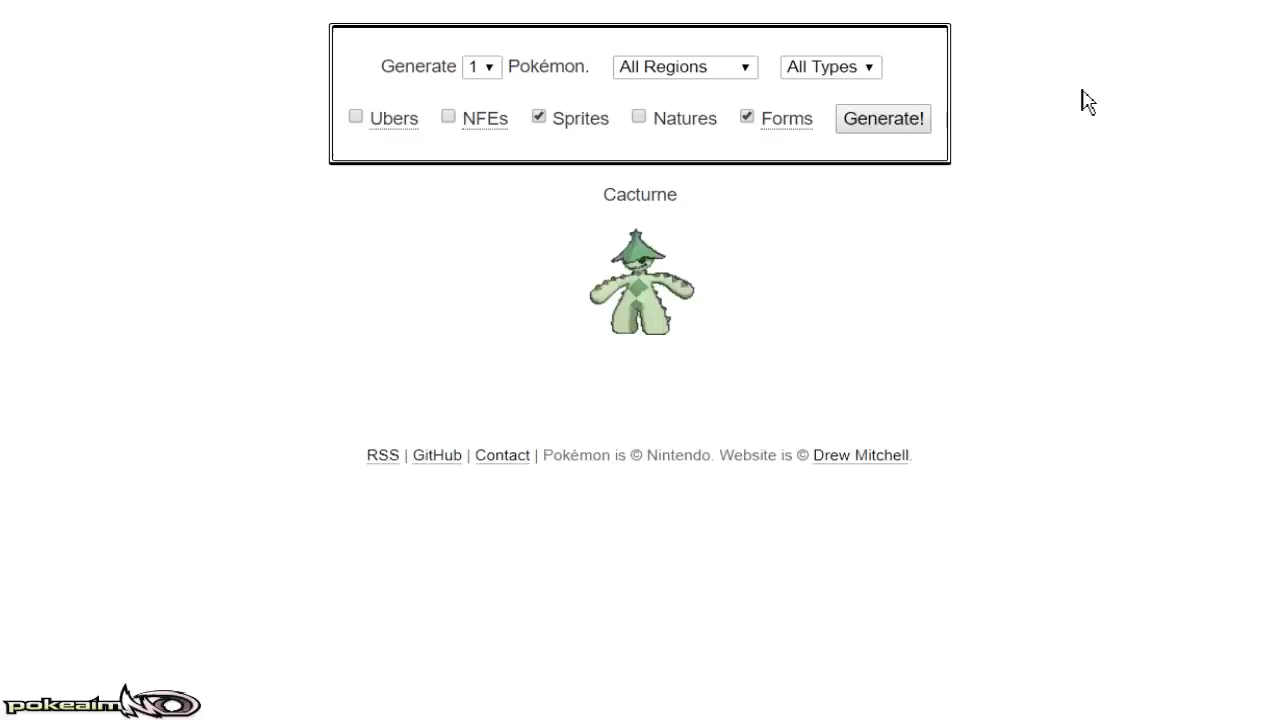 Generate 1 Pokémon. All Regions All Types
Ubers NFEs Sprites Natures Forms Generate!
Cacturne
RSS | GitHub | Contact | Pokémon is © Nintendo. Website is © Drew Mitchell.
pokeaimMD